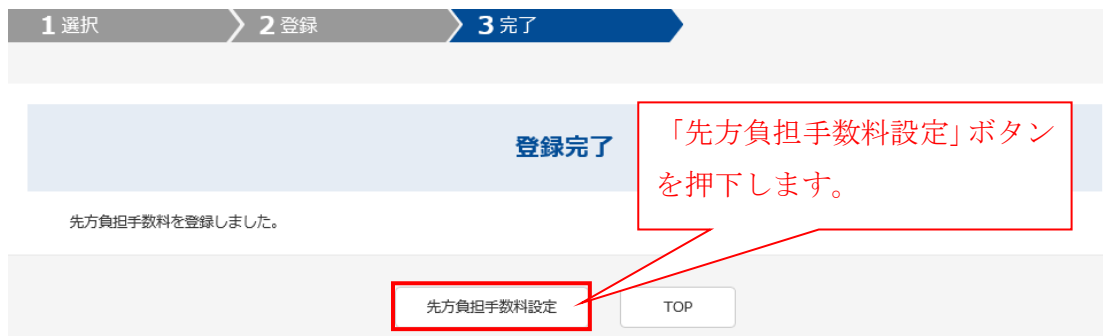 1 選択 2 登録 3 完了
登録完了
「先方負担手数料設定」ボタン
を押下します。
先方負担手数料を登録しました。
先方負担手数料設定 TOP